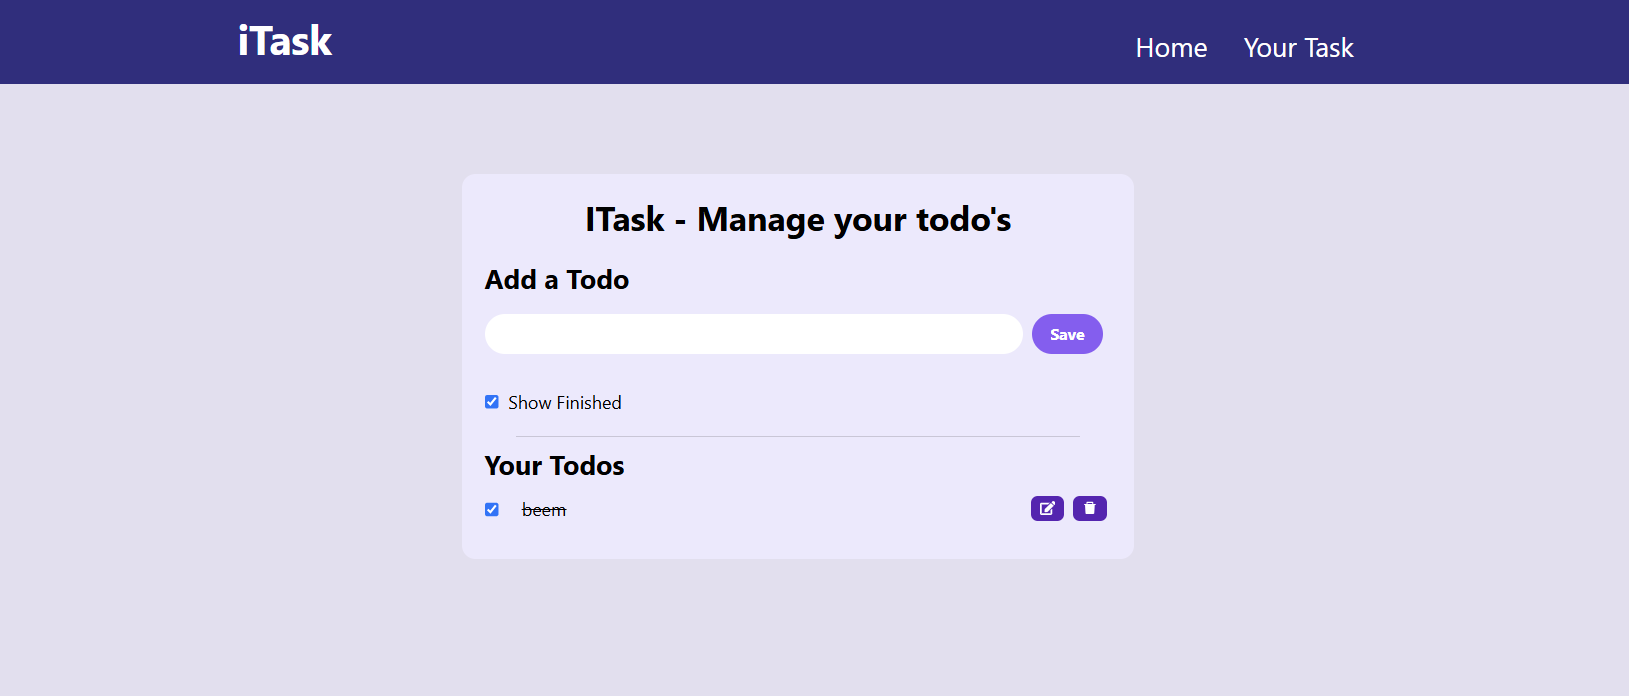 iTask
Home Your Task
ITask - Manage your todo's
Add a Todo
Save
Show Finished
Your Todos
beem